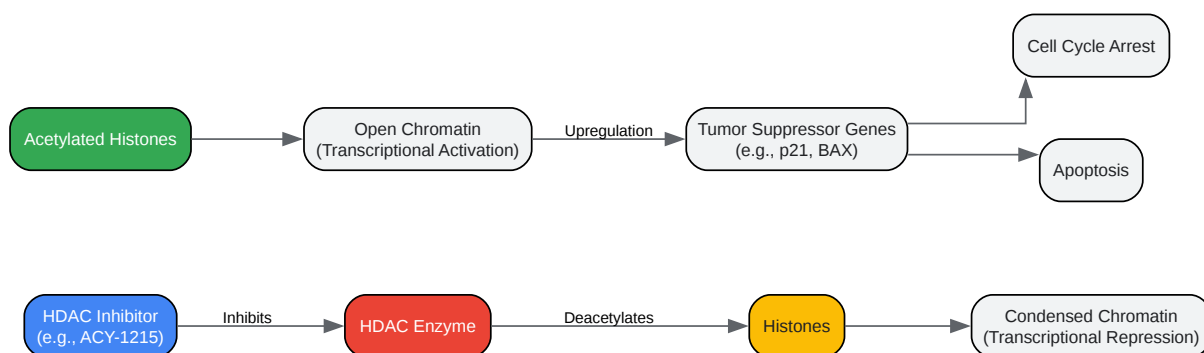 Cell Cycle Arrest
Acetylated Histones
Open Chromatin
(Transcriptional Activation)
Upregulation
Tumor Suppressor Genes
(e.g., p21, BAX)
Apoptosis
HDAC Inhibitor
(e.g., ACY-1215)
Inhibits
HDAC Enzyme
Deacetylates
Histones
Condensed Chromatin
(Transcriptional Repression)